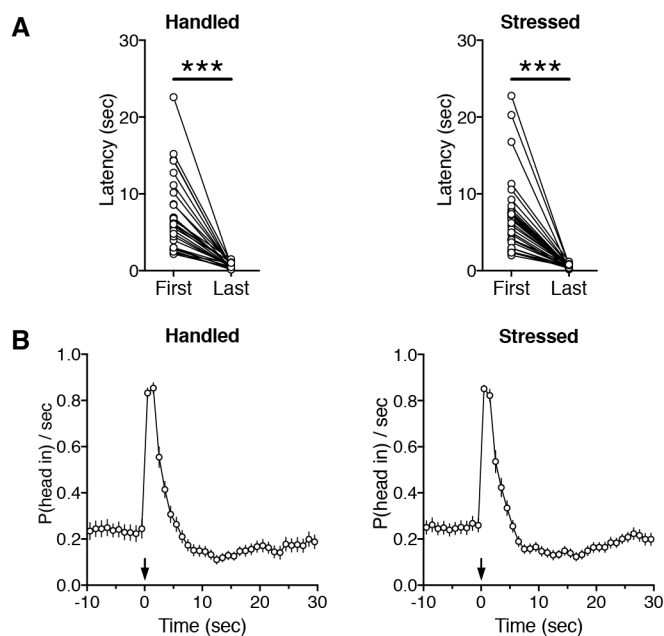 A
Handled
Stressed
Latency (sec)
30
20
10
0
***
First Last
Latency (sec)
30
20
10
0
***
First Last
B
Handled
Stressed
P(head in) / sec
1.0
0.8
0.6
0.4
0.2
0.0
-10 0 10 20 30
Time (sec)
P(head in) / sec
1.0
0.8
0.6
0.4
0.2
0.0
-10 0 10 20 30
Time (sec)